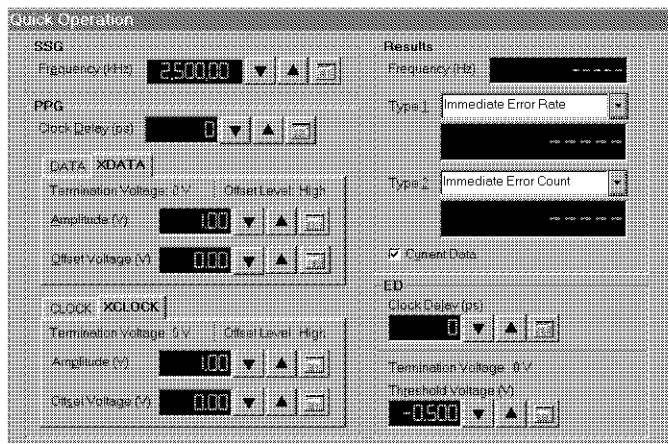 Quick Operation
SSG
Frequency (kHz) 2,500,00
PPG
Clock Delay (ps) 0
DATA XDATA
Termination Voltage: 0 V Offset Level: High
Amplitude (V) 1.00
Offset Voltage (V) 0.00
CLOCK XCLOCK
Termination Voltage: 0 V Offset Level: High
Amplitude (V) 1.00
Offset Voltage (V) 0.00
Results
Frequency (Hz) -----
Type 1 Immediate Error Rate
-----
Type 2 Immediate Error Count
-----
Current Data
ED
Clock Delay (ps)
0
Termination Voltage: 0 V
Threshold Voltage (V)
-0.500